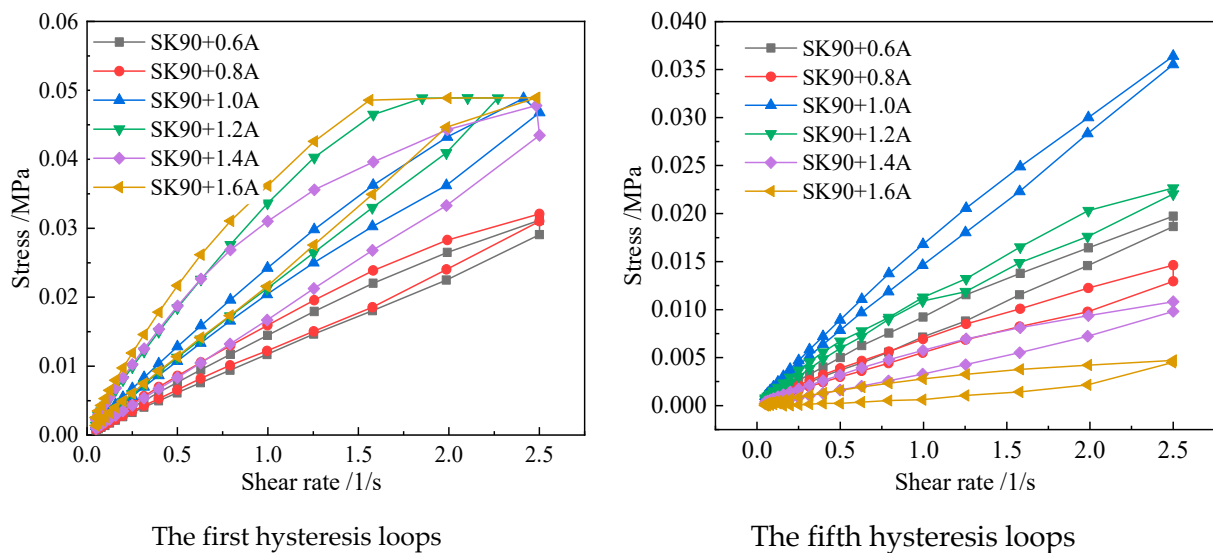 0.06
0.05
0.04
0.03
0.02
0.01
0.00
Stress /MPa
SK90+0.6A
SK90+0.8A
SK90+1.0A
SK90+1.2A
SK90+1.4A
SK90+1.6A
0.0 0.5 1.0 1.5 2.0 2.5
Shear rate /1/s
The first hysteresis loops
0.040
0.035
0.030
0.025
0.020
0.015
0.010
0.005
0.000
Stress /MPa
SK90+0.6A
SK90+0.8A
SK90+1.0A
SK90+1.2A
SK90+1.4A
SK90+1.6A
0.0 0.5 1.0 1.5 2.0 2.5
Shear rate /1/s
The fifth hysteresis loops